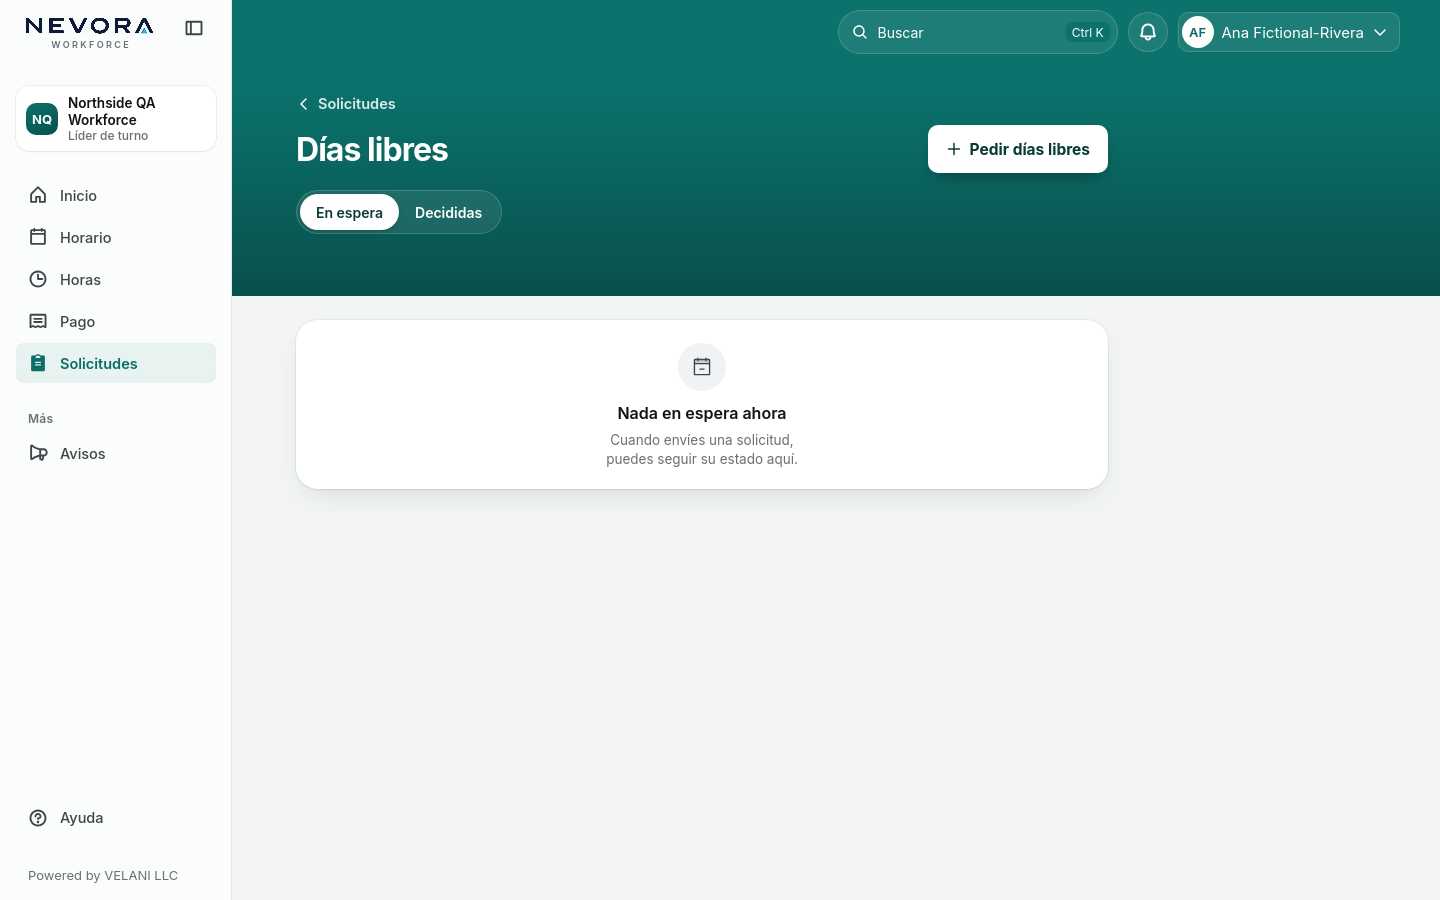 NEVORA
WORKFORCE
Buscar
Ctrl K
AF
Ana Fictional-Rivera
NQ
Northside QA
Workforce
Líder de turno
Inicio
Horario
Horas
Pago
Solicitudes
Más
Avisos
Ayuda
Powered by VELANI LLC
Solicitudes
Días libres
Pedir días libres
En espera
Decididas
Nada en espera ahora
Cuando envíes una solicitud,
puedes seguir su estado aquí.